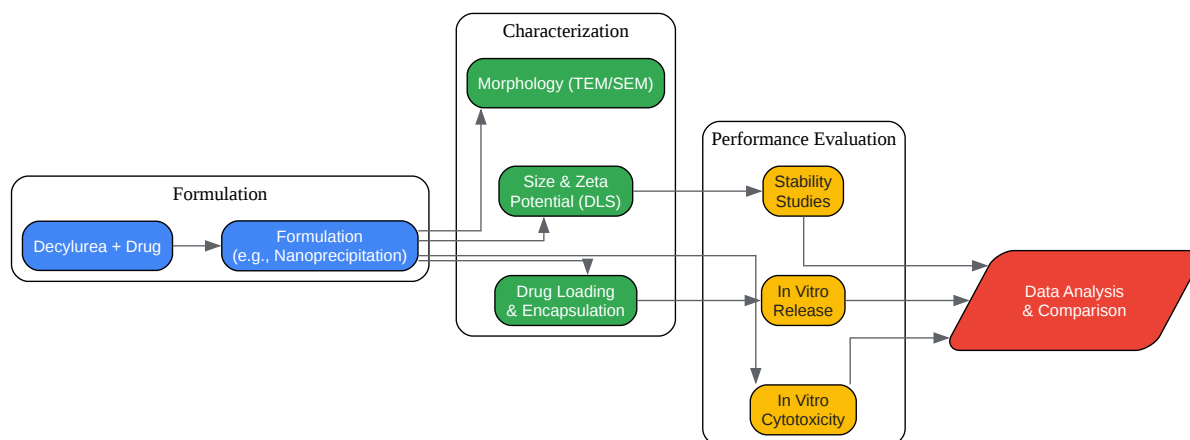 Formulation
Decylurea + Drug
Formulation
(e.g., Nanoprecipitation)
Characterization
Morphology (TEM/SEM)
Size & Zeta
Potential (DLS)
Drug Loading
& Encapsulation
Performance Evaluation
Stability
Studies
In Vitro
Release
In Vitro
Cytotoxicity
Data Analysis
& Comparison